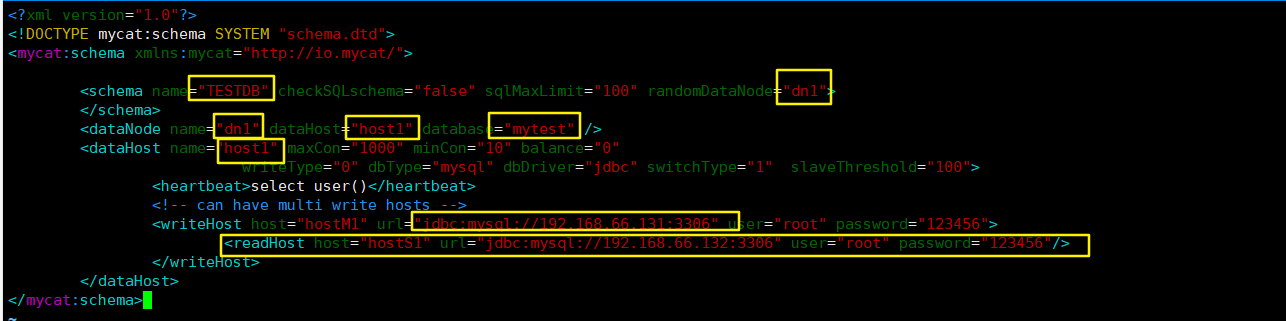 <?xml version="1.0"?>
<!DOCTYPE mycat:schema SYSTEM "schema.dtd">
<mycat:schema xmlns:mycat="http://io.mycat/">
<schema name="TESTDB" checkSQLschema="false" sqlMaxLimit="100" randomDataNode="dn1">
</schema>
<dataNode name="dn1" dataHost="host1" database="mytest" />
<dataHost name="host1" maxCon="1000" minCon="10" balance="0"
writeType="0" dbType="mysql" dbDriver="jdbc" switchType="1"  slaveThreshold="100">
<heartbeat>select user()</heartbeat>
<!-- can have multi write hosts -->
<writeHost host="hostM1" url="jdbc:mysql://192.168.66.131:3306" user="root" password="123456">
<readHost host="hostS1" url="jdbc:mysql://192.168.66.132:3306" user="root" password="123456"/>
</writeHost>
</dataHost>
</mycat:schema>
~